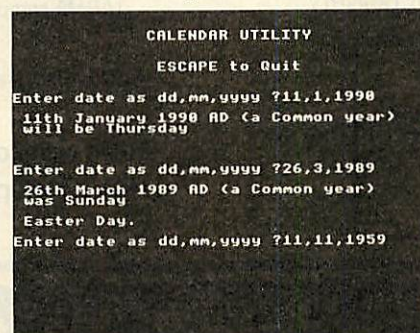 CALENDAR UTILITY
ESCAPE to Quit
Enter date as dd,mm,yyyy ?11,1,1990
11th January 1990 AD (a Common year)
will be Thursday
Enter date as dd,mm,yyyy ?26,3,1989
26th March 1989 AD (a Common year)
was Sunday
Easter Day.
Enter date as dd,mm,yyyy ?11,11,1959